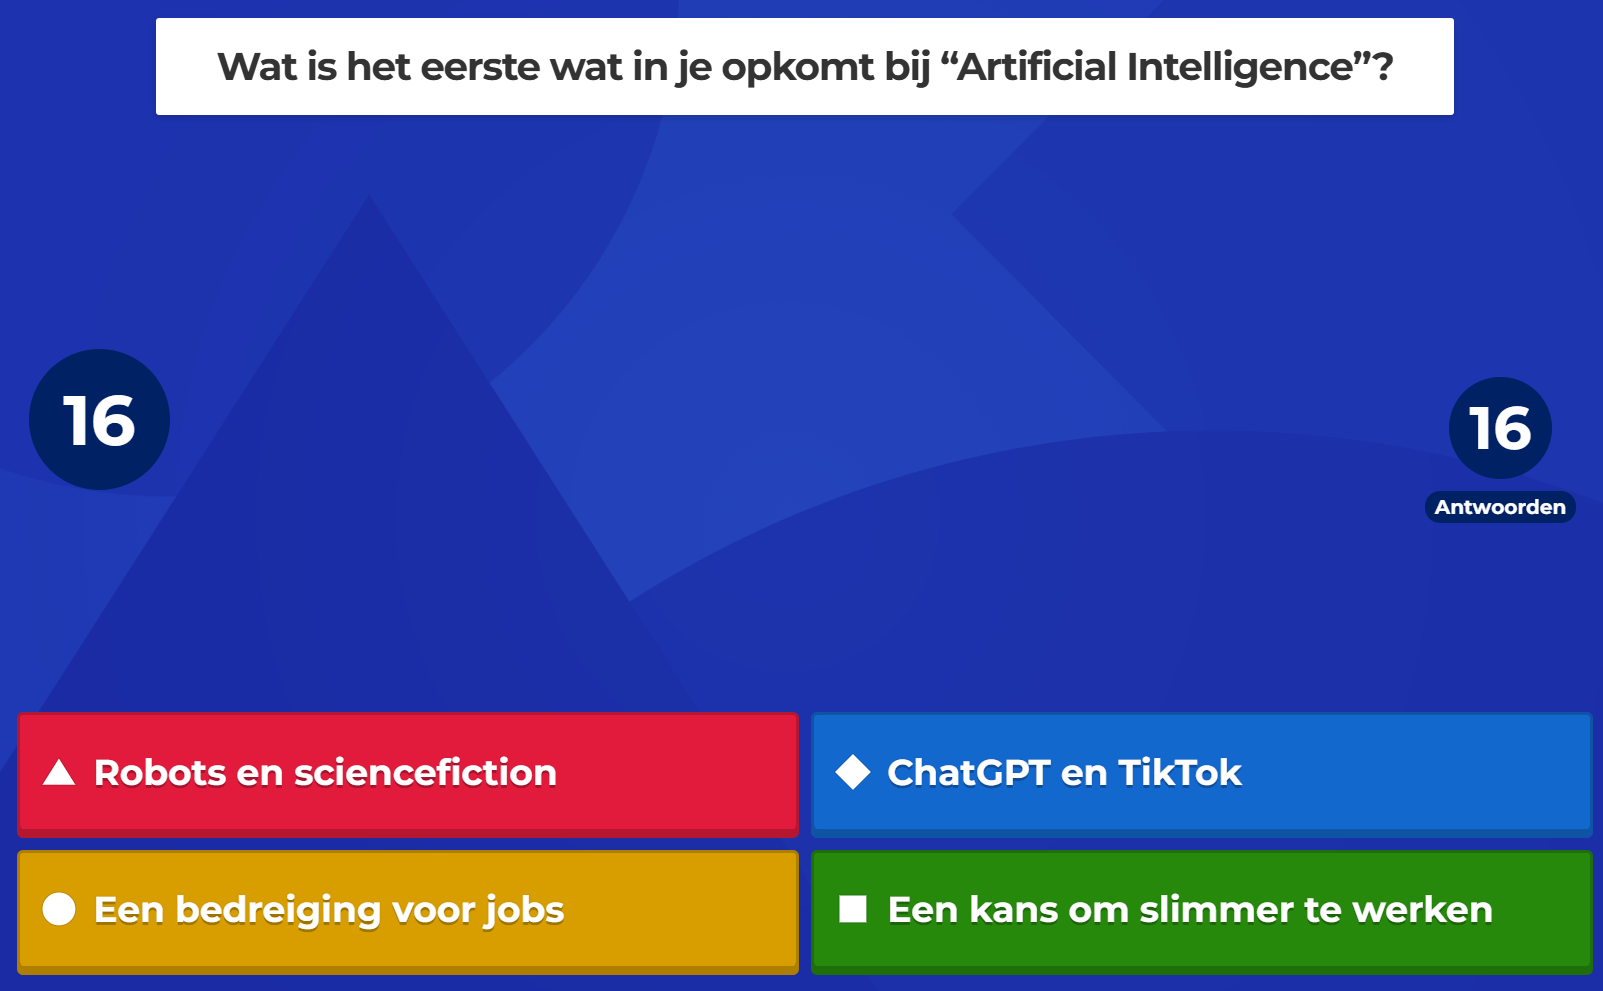 Wat is het eerste wat in je opkomt bij “Artificial Intelligence”?
16
16
Antwoorden
Robots en sciencefiction
ChatGPT en TikTok
Een bedreiging voor jobs
Een kans om slimmer te werken